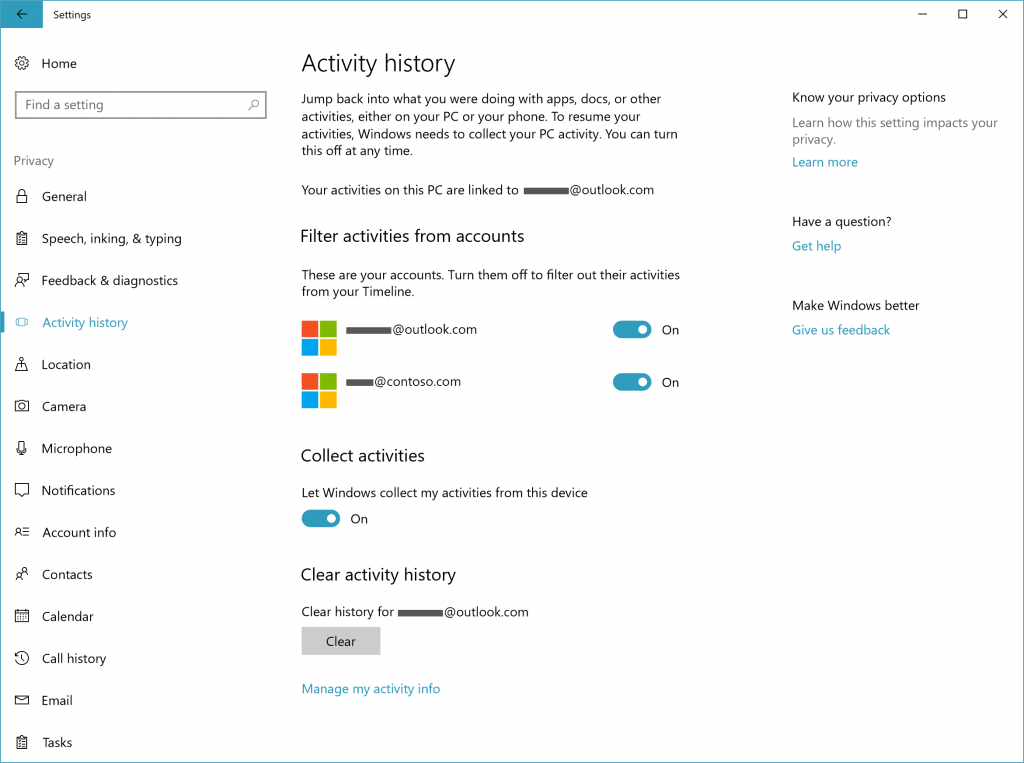 Settings
Home
Find a setting
Privacy
General
Speech, inking, & typing
Feedback & diagnostics
Activity history
Location
Camera
Microphone
Notifications
Account info
Contacts
Calendar
Call history
Email
Tasks
Activity history
Jump back into what you were doing with apps, docs, or other
activities, either on your PC or your phone. To resume your
activities, Windows needs to collect your PC activity. You can turn
this off at any time.
Your activities on this PC are linked to @outlook.com
Filter activities from accounts
These are your accounts. Turn them off to filter out their activities
from your Timeline.
@outlook.com
On
@contoso.com
On
Collect activities
Let Windows collect my activities from this device
On
Clear activity history
Clear history for @outlook.com
Clear
Manage my activity info
Know your privacy options
Learn how this setting impacts your
privacy.
Learn more
Have a question?
Get help
Make Windows better
Give us feedback